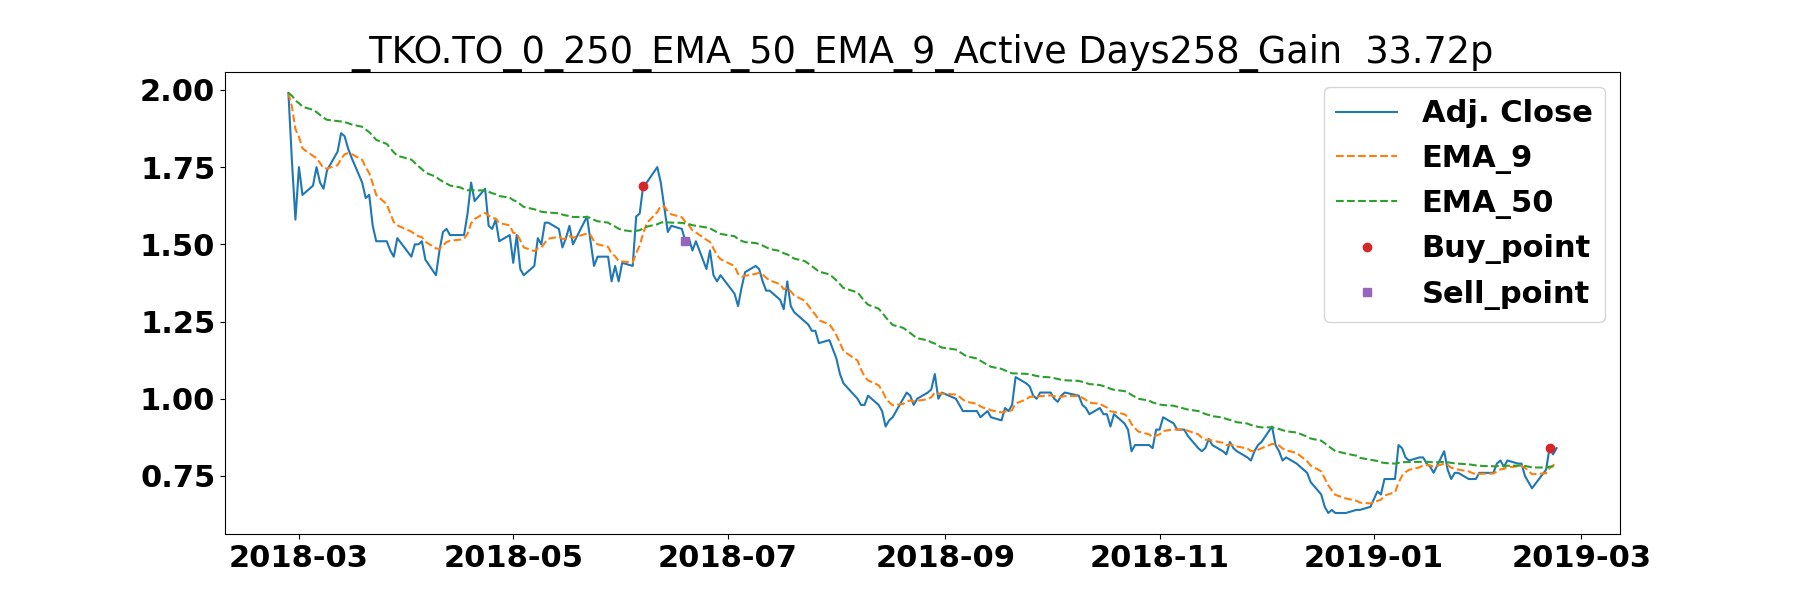 _TKO.TO_0_250_EMA_50_EMA_9_Active Days258_Gain  33.72p
2.00
1.75
1.50
1.25
1.00
0.75
Adj. Close
EMA_9
EMA_50
Buy_point
Sell_point
2018-03 2018-05 2018-07 2018-09 2018-11 2019-01 2019-03